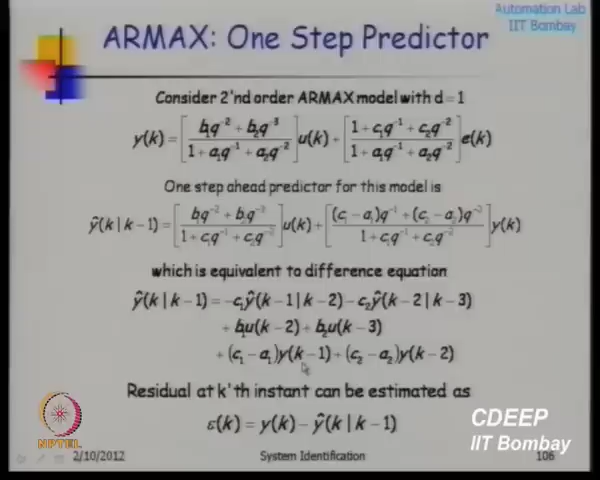 Automation Lab
IIT Bombay
ARMAX: One Step Predictor
Consider 2'nd order ARMAX model with d = 1
y(k) = [ (b₁q⁻² + b₂q⁻³) / (1 + a₁q⁻¹ + a₂q⁻²) ] u(k) + [ (1 + c₁q⁻¹ + c₂q⁻²) / (1 + a₁q⁻¹ + a₂q⁻²) ] e(k)
One step ahead predictor for this model is
ŷ(k | k − 1) = [ (b₁q⁻² + b₂q⁻³) / (1 + c₁q⁻¹ + c₂q⁻²) ] u(k) + [ ((c₁ − a₁)q⁻¹ + (c₂ − a₂)q⁻²) / (1 + c₁q⁻¹ + c₂q⁻²) ] y(k)
which is equivalent to difference equation
ŷ(k | k − 1) = −c₁ŷ(k − 1 | k − 2) − c₂ŷ(k − 2 | k − 3)
+ b₁u(k − 2) + b₂u(k − 3)
+ (c₁ − a₁)y(k − 1) + (c₂ − a₂)y(k − 2)
Residual at k'th instant can be estimated as
ε(k) = y(k) − ŷ(k | k − 1)
CDEEP
IIT Bombay
NPTEL
2/10/2012
System Identification
106